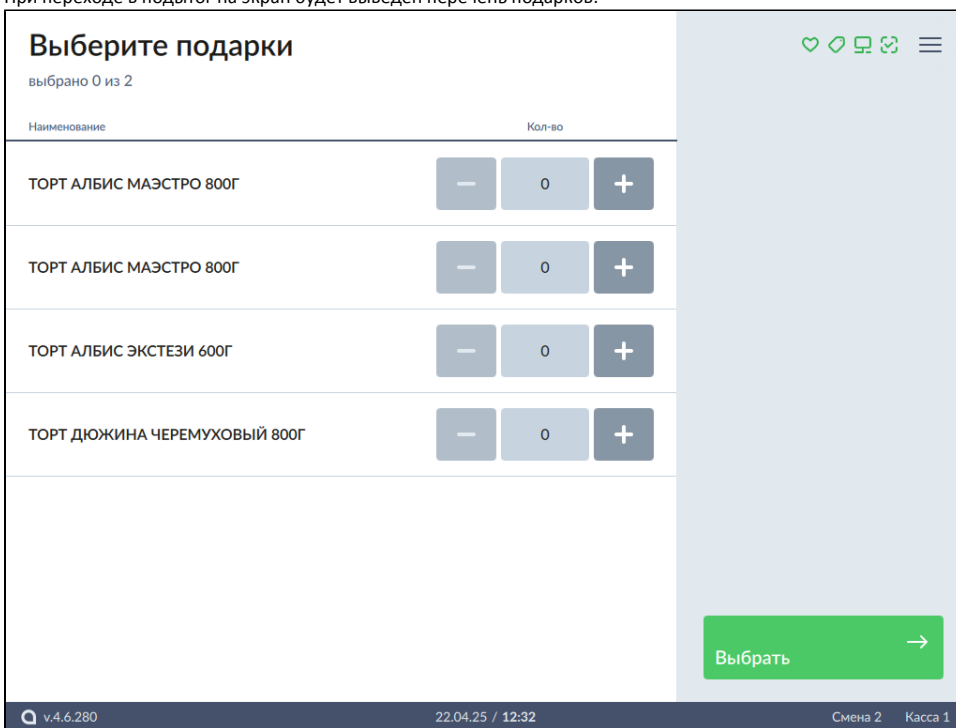 При переходе в подытог на экран будет выведен перечень подарков:
Выберите подарки
выбрано 0 из 2
Наименование Кол-во
ТОРТ АЛБИС МАЭСТРО 800Г 0
ТОРТ АЛБИС МАЭСТРО 800Г 0
ТОРТ АЛБИС ЭКСТЕЗИ 600Г 0
ТОРТ ДЮЖИНА ЧЕРЕМУХОВЫЙ 800Г 0
Выбрать
v.4.6.280 22.04.25 / 12:32 Смена 2 Касса 1